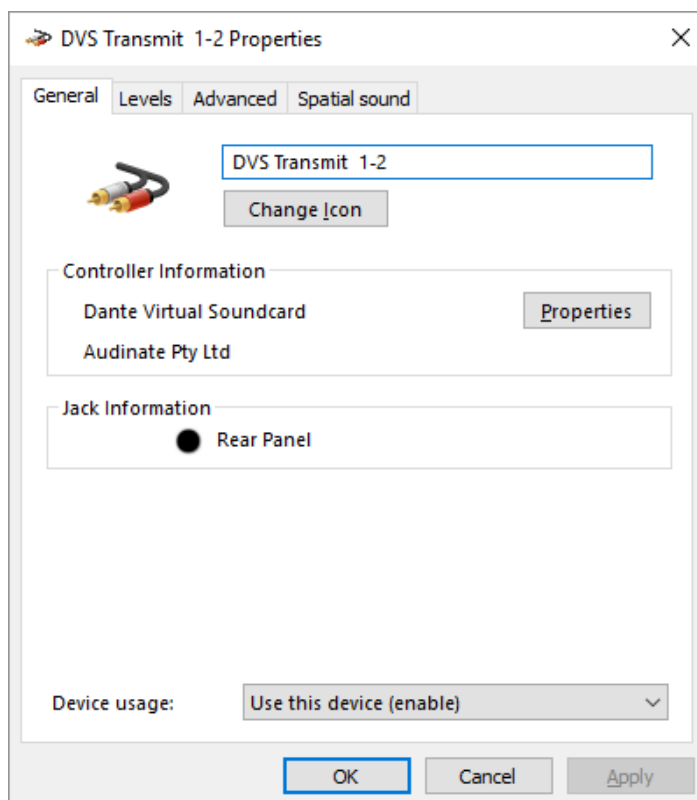 DVS Transmit  1-2 Properties
General Levels Advanced Spatial sound
DVS Transmit  1-2
Change Icon
Controller Information
Dante Virtual Soundcard
Properties
Audinate Pty Ltd
Jack Information
Rear Panel
Device usage:
Use this device (enable)
OK Cancel Apply